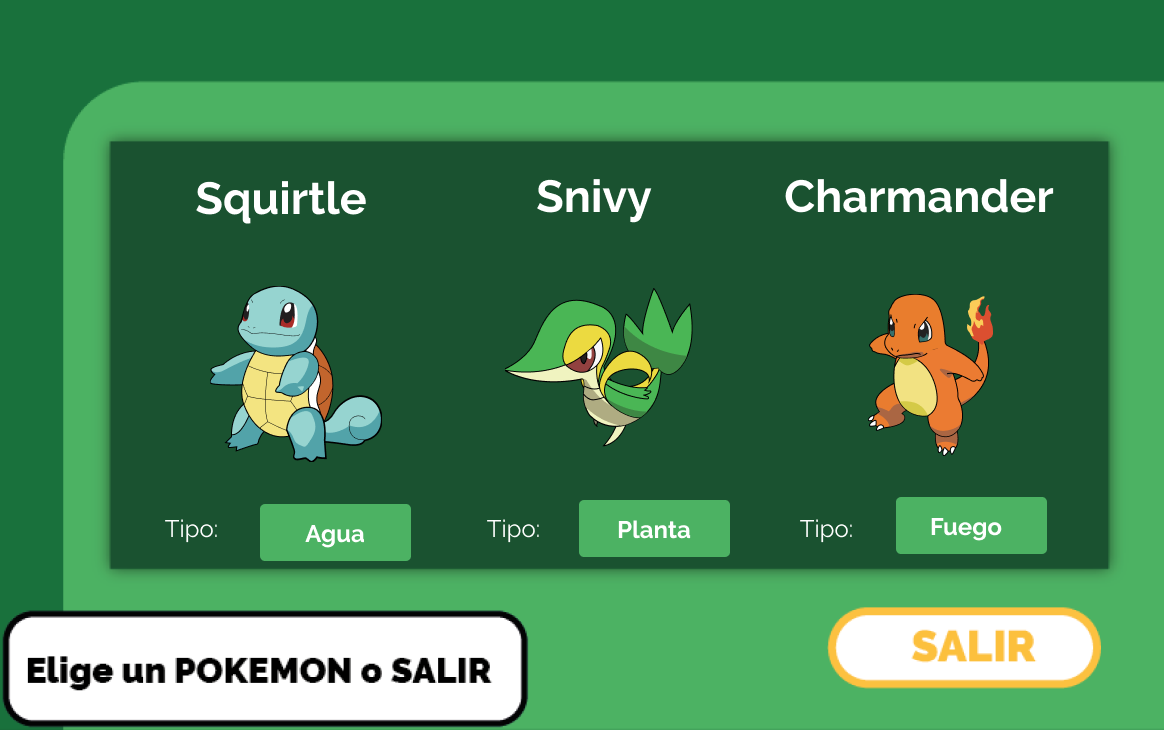 Squirtle
Snivy
Charmander
Tipo:
Agua
Tipo:
Planta
Tipo:
Fuego
Elige un POKEMON o SALIR
SALIR